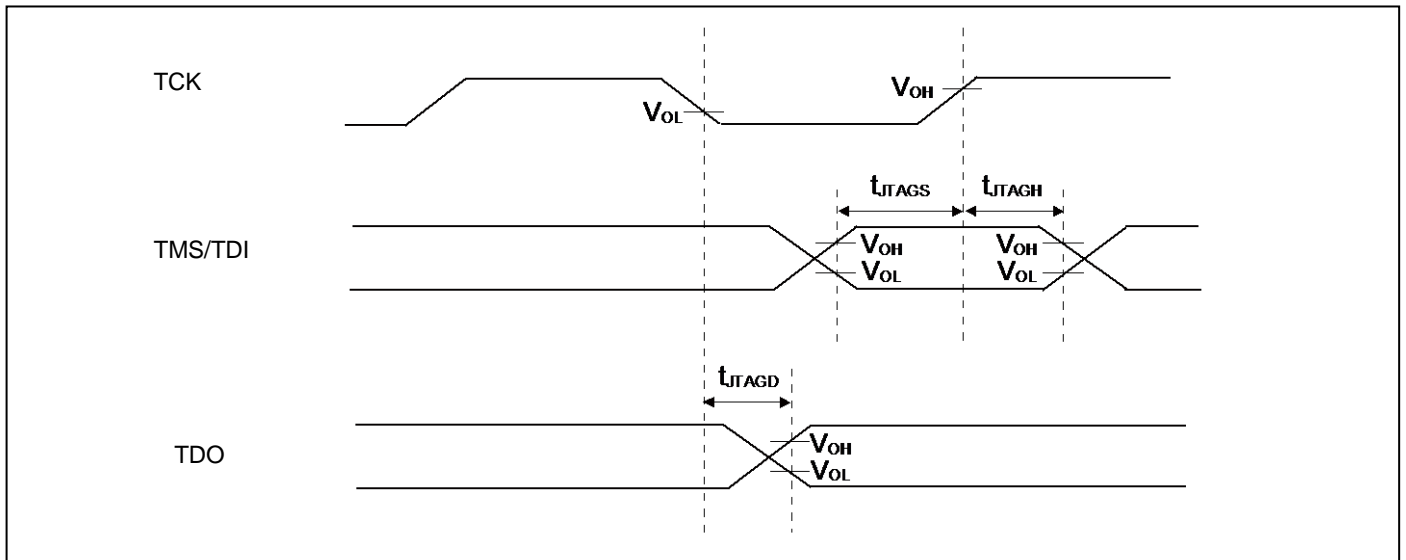 TCK
VOL
VOH
tJTAGS
tJTAGH
TMS/TDI
VOH
VOL
VOH
VOL
tJTAGD
TDO
VOH
VOL